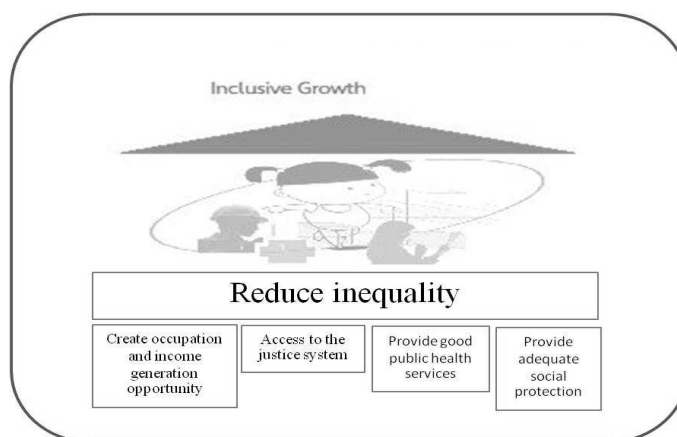 Inclusive Growth
Reduce inequality
Create occupation
and income
generation
opportunity
Access to the
justice system
Provide good
public health
services
Provide
adequate
social
protection